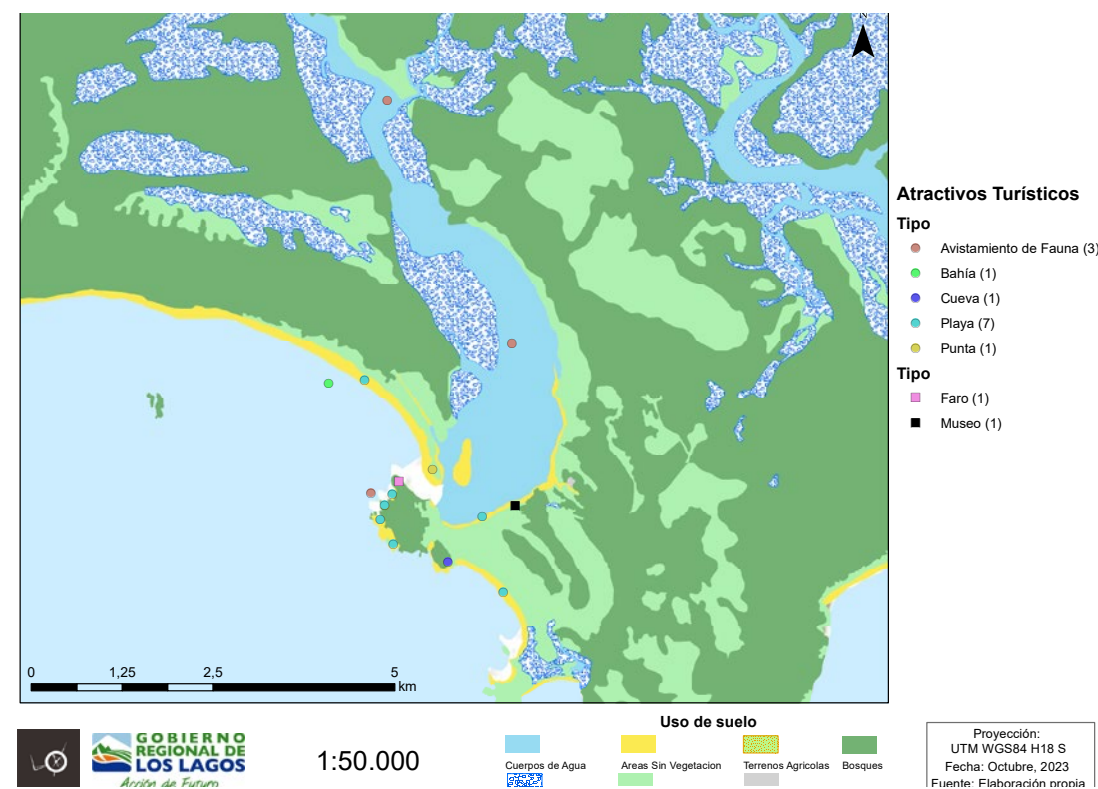 N
Atractivos Turísticos
Tipo
Avistamiento de Fauna (3)
Bahía (1)
Cueva (1)
Playa (7)
Punta (1)
Tipo
Faro (1)
Museo (1)
0 1,25 2,5 5
km
GOBIERNO
REGIONAL DE
LOS LAGOS
Acción de Futuro
1:50.000
Uso de suelo
Cuerpos de Agua Areas Sin Vegetacion Terrenos Agricolas Bosques
Proyección:
UTM WGS84 H18 S
Fecha: Octubre, 2023
Fuente: Elaboración propia